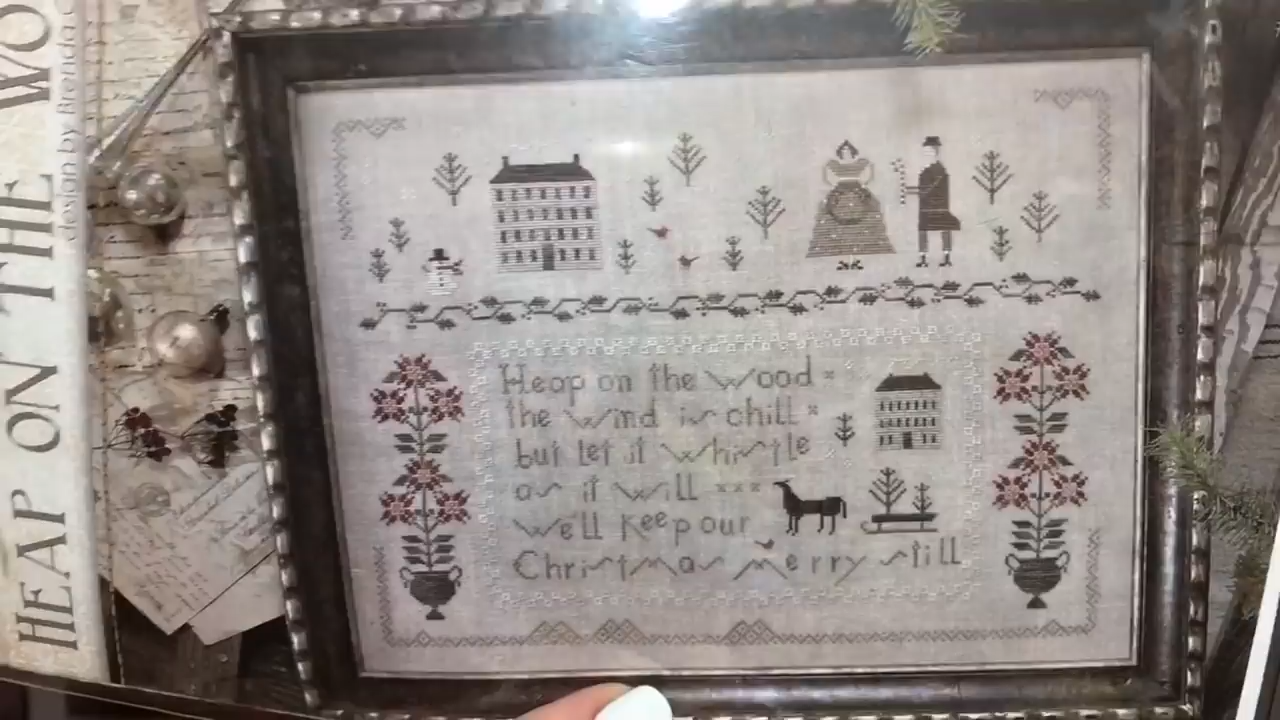 HEAP ON THE WO
design by Brenda
Heap on the wood
the wind is chill
but let it whistle
as it will
we'll keep our
Christmas merry still